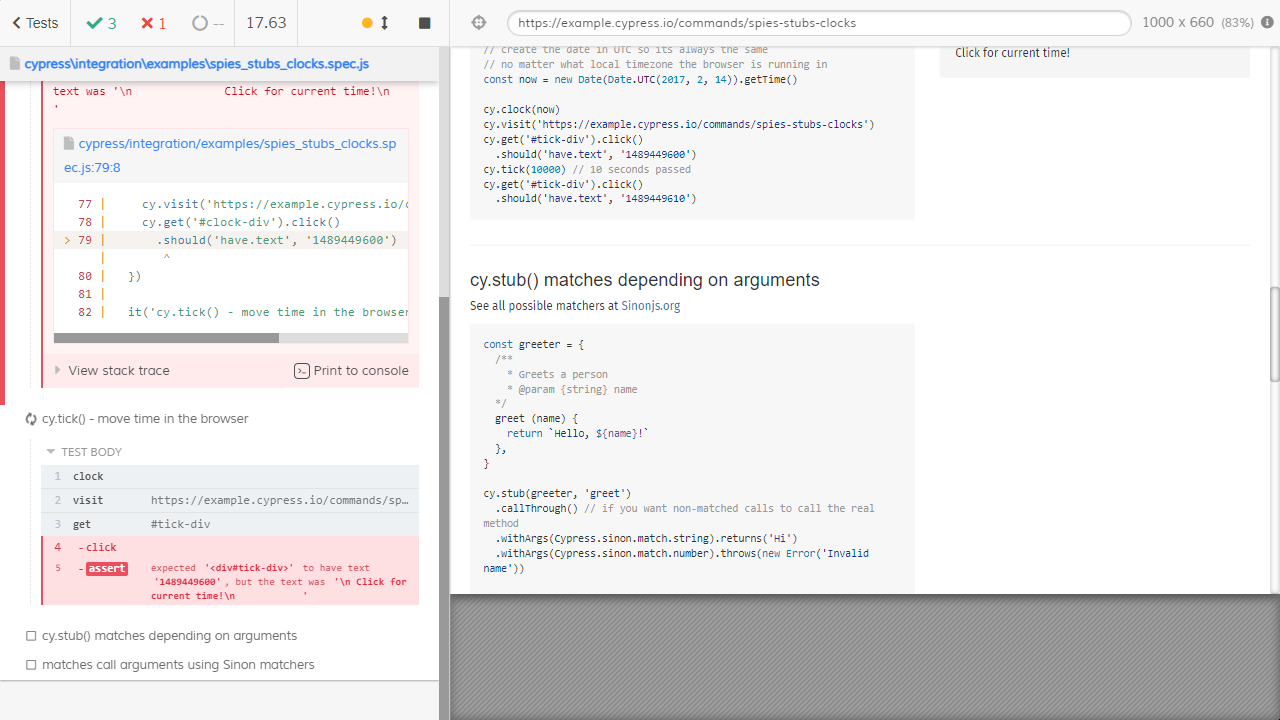 Tests
3
1
--
17.63
https://example.cypress.io/commands/spies-stubs-clocks
1000 x 660 (83%)
cypress\integration\examples\spies_stubs_clocks.spec.js
text was '\n Click for current time!\n
'
cypress/integration/examples/spies_stubs_clocks.sp
ec.js:79:8
77 | cy.visit('https://example.cypress.io/c
78 | cy.get('#clock-div').click()
> 79 | .should('have.text', '1489449600')
| ^
80 | })
81 |
82 | it('cy.tick() - move time in the browser
View stack trace
Print to console
cy.tick() - move time in the browser
TEST BODY
1 clock
2 visit https://example.cypress.io/commands/sp…
3 get #tick-div
4 -click
5 -assert expected '<div#tick-div>' to have text
'1489449600', but the text was '\n Click for
current time!\n '
cy.stub() matches depending on arguments
matches call arguments using Sinon matchers
// create the date in UTC so its always the same
// no matter what local timezone the browser is running in
const now = new Date(Date.UTC(2017, 2, 14)).getTime()
cy.clock(now)
cy.visit('https://example.cypress.io/commands/spies-stubs-clocks')
cy.get('#tick-div').click()
.should('have.text', '1489449600')
cy.tick(10000) // 10 seconds passed
cy.get('#tick-div').click()
.should('have.text', '1489449610')
Click for current time!
cy.stub() matches depending on arguments
See all possible matchers at Sinonjs.org
const greeter = {
/**
* Greets a person
* @param {string} name
*/
greet (name) {
return `Hello, ${name}!`
},
}
cy.stub(greeter, 'greet')
.callThrough() // if you want non-matched calls to call the real
method
.withArgs(Cypress.sinon.match.string).returns('Hi')
.withArgs(Cypress.sinon.match.number).throws(new Error('Invalid
name'))